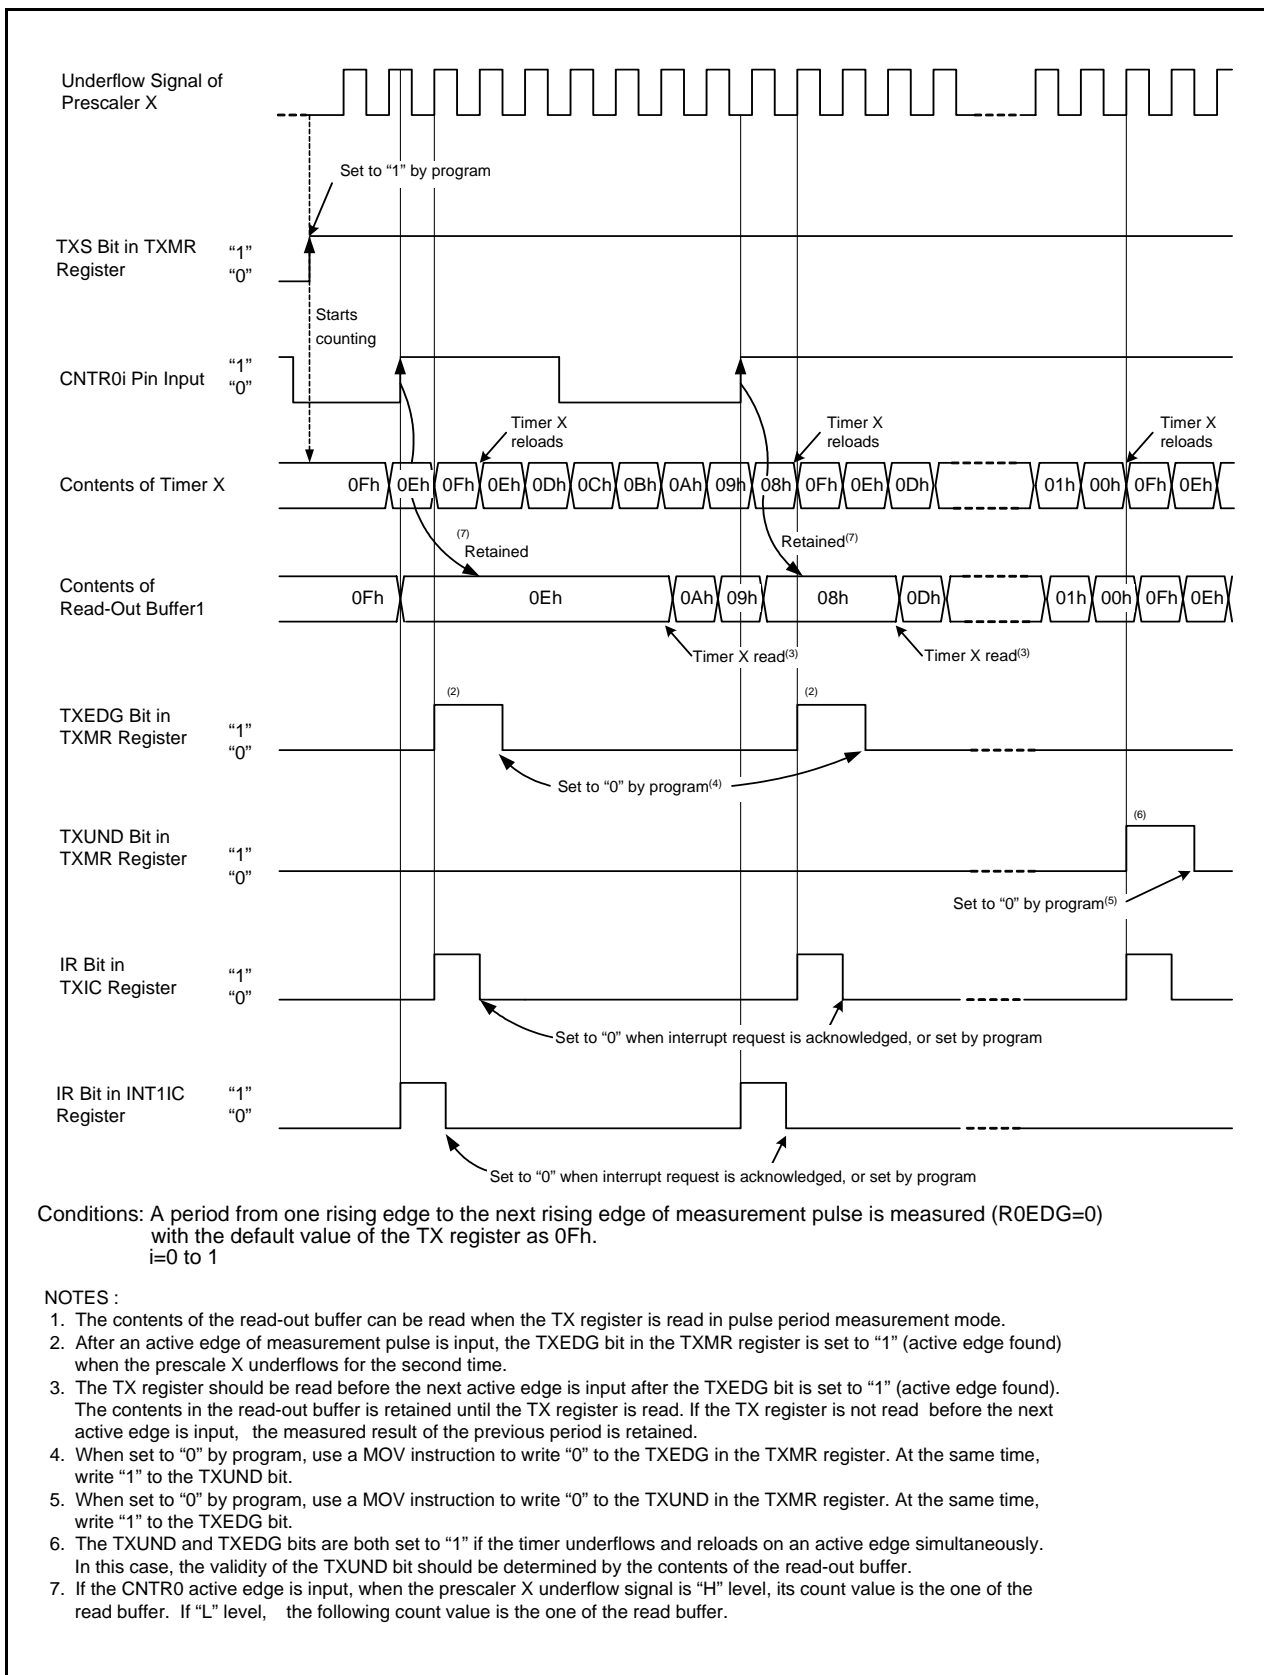 Underflow Signal of
Prescaler X
Set to “1” by program
TXS Bit in TXMR
Register
“1”
“0”
Starts
counting
CNTR0i Pin Input
“1”
“0”
Timer X
reloads
Timer X
reloads
Timer X
reloads
Contents of Timer X
0Fh 0Eh 0Fh 0Eh 0Dh 0Ch 0Bh 0Ah 09h 08h 0Fh 0Eh 0Dh 01h 00h 0Fh 0Eh
(7)
Retained
Retained(7)
Contents of
Read-Out Buffer1
0Fh 0Eh 0Ah 09h 08h 0Dh 01h 00h 0Fh 0Eh
Timer X read(3)
Timer X read(3)
(2)
(2)
TXEDG Bit in
TXMR Register
“1”
“0”
Set to “0” by program(4)
(6)
TXUND Bit in
TXMR Register
“1”
“0”
Set to “0” by program(5)
IR Bit in
TXIC Register
“1”
“0”
Set to “0” when interrupt request is acknowledged, or set by program
IR Bit in INT1IC
Register
“1”
“0”
Set to “0” when interrupt request is acknowledged, or set by program
Conditions: A period from one rising edge to the next rising edge of measurement pulse is measured (R0EDG=0)
with the default value of the TX register as 0Fh.
i=0 to 1
NOTES :
1. The contents of the read-out buffer can be read when the TX register is read in pulse period measurement mode.
2. After an active edge of measurement pulse is input, the TXEDG bit in the TXMR register is set to “1” (active edge found)
when the prescale X underflows for the second time.
3. The TX register should be read before the next active edge is input after the TXEDG bit is set to “1” (active edge found).
The contents in the read-out buffer is retained until the TX register is read. If the TX register is not read before the next
active edge is input, the measured result of the previous period is retained.
4. When set to “0” by program, use a MOV instruction to write “0” to the TXEDG in the TXMR register. At the same time,
write “1” to the TXUND bit.
5. When set to “0” by program, use a MOV instruction to write “0” to the TXUND in the TXMR register. At the same time,
write “1” to the TXEDG bit.
6. The TXUND and TXEDG bits are both set to “1” if the timer underflows and reloads on an active edge simultaneously.
In this case, the validity of the TXUND bit should be determined by the contents of the read-out buffer.
7. If the CNTR0 active edge is input, when the prescaler X underflow signal is “H” level, its count value is the one of the
read buffer. If “L” level, the following count value is the one of the read buffer.